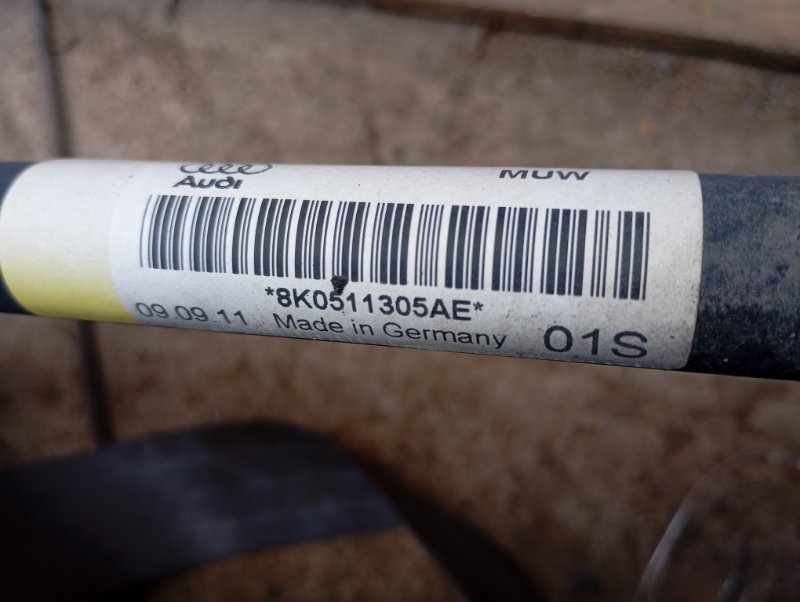 Audi MUW
*8K0511305AE*
09 09 11 Made in Germany 01S